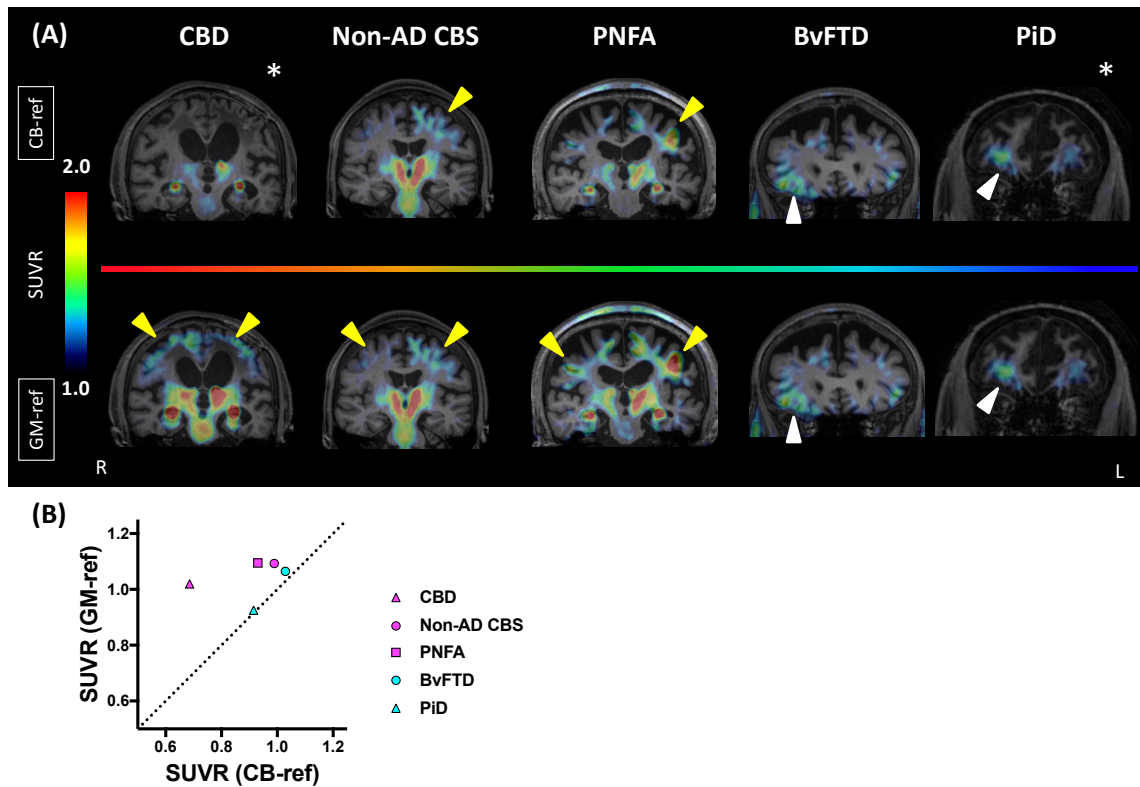 (A)
CBD
Non-AD CBS
PNFA
BvFTD
PiD
*
*
CB-ref
2.0
SUVR
1.0
GM-ref
R
L
(B)
SUVR (GM-ref)
1.2
1.0
0.8
0.6
0.6 0.8 1.0 1.2
SUVR (CB-ref)
CBD
Non-AD CBS
PNFA
BvFTD
PiD